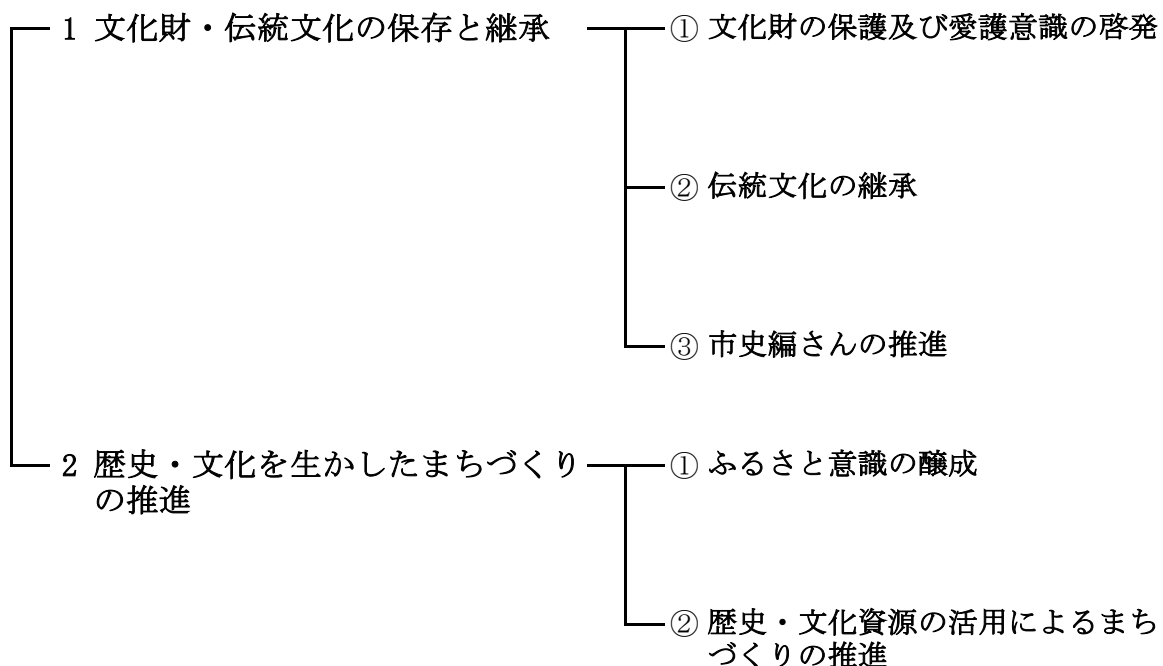 1 文化財・伝統文化の保存と継承
① 文化財の保護及び愛護意識の啓発
② 伝統文化の継承
③ 市史編さんの推進
2 歴史・文化を生かしたまちづくり
の推進
① ふるさと意識の醸成
② 歴史・文化資源の活用によるまち
づくりの推進